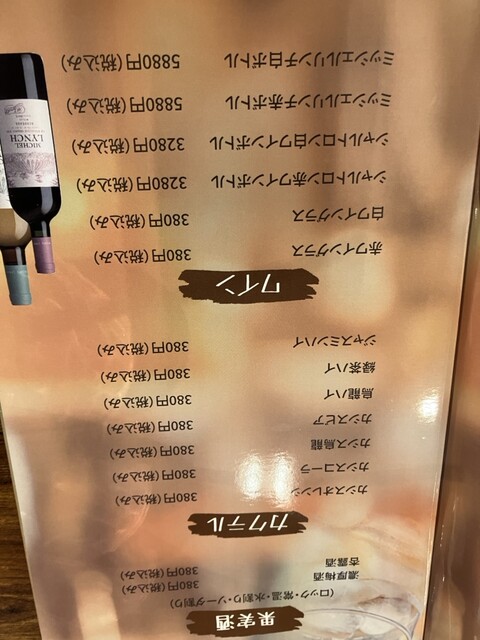 果実酒
(ロック・常温・水割り・ソーダ割り)
濃厚梅酒 380円(税込み)
杏露酒 380円(税込み)
カクテル
カシスオレンジ 380円(税込み)
カシスコーラ 380円(税込み)
カシス烏龍 380円(税込み)
カシスビア 380円(税込み)
烏龍ハイ 380円(税込み)
緑茶ハイ 380円(税込み)
ジャスミンハイ 380円(税込み)
ワイン
赤ワイングラス 380円(税込み)
白ワイングラス 380円(税込み)
シャルトロン赤ワインボトル 3280円(税込み)
シャルトロン白ワインボトル 3280円(税込み)
ミッシェルリンチ赤ボトル 5880円(税込み)
ミッシェルリンチ白ボトル 5880円(税込み)
MICHEL
LYNCH